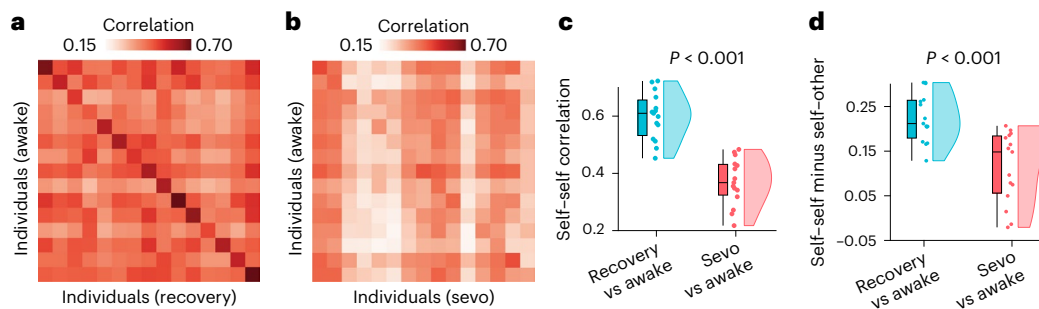 a
Correlation
0.15 0.70
Individuals (awake)
Individuals (recovery)
b
Correlation
0.15 0.70
Individuals (awake)
Individuals (sevo)
c
P < 0.001
Self-self correlation
0.6
0.4
0.2
Recovery
vs awake
Sevo
vs awake
d
P < 0.001
Self-self minus self-other
0.25
0.15
0.05
−0.05
Recovery
vs awake
Sevo
vs awake